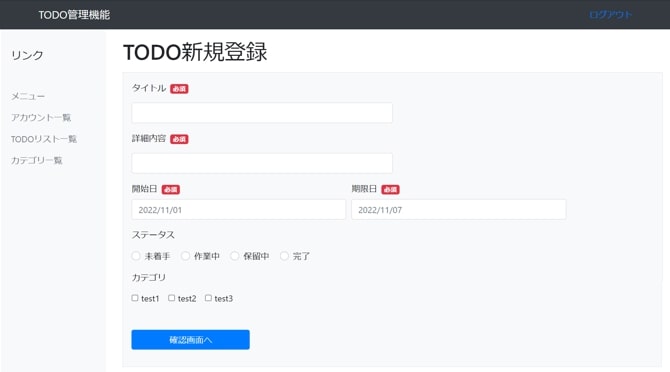 TODO管理機能 ログアウト
リンク
メニュー
アカウント一覧
TODOリスト一覧
カテゴリ一覧
TODO新規登録
タイトル 必須
詳細内容 必須
開始日 必須 期限日 必須
2022/11/01 2022/11/07
ステータス
未着手 作業中 保留中 完了
カテゴリ
test1 test2 test3
確認画面へ